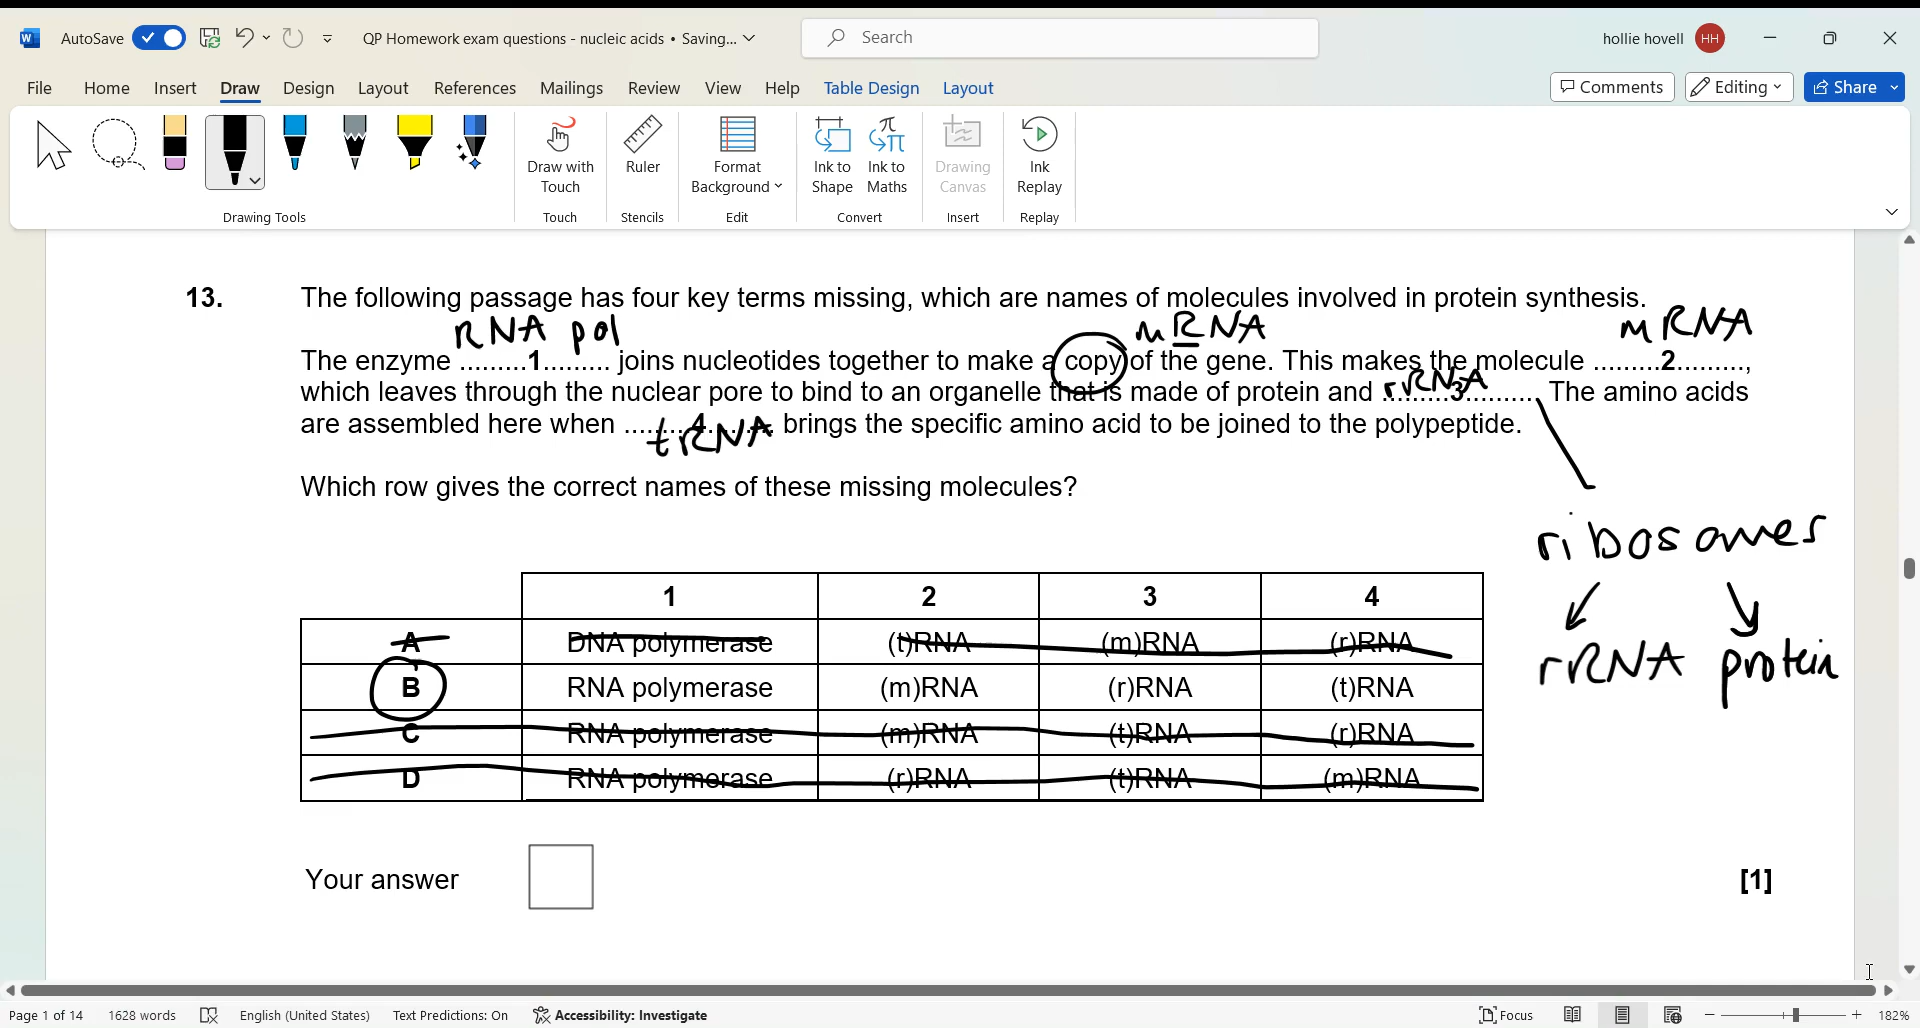 AutoSave QP Homework exam questions - nucleic acids • Saving... Search hollie hovell HH
File Home Insert Draw Design Layout References Mailings Review View Help Table Design Layout Comments Editing Share
Draw with Touch Ruler Format Background Ink to Shape Ink to Maths Drawing Canvas Ink Replay
Drawing Tools Touch Stencils Edit Convert Insert Replay
13. The following passage has four key terms missing, which are names of molecules involved in protein synthesis.
RNA pol mRNA mRNA
The enzyme .........1......... joins nucleotides together to make a copy of the gene. This makes the molecule .........2.........,
which leaves through the nuclear pore to bind to an organelle that is made of protein and .........3.......... The amino acids
rRNA
are assembled here when .........4......... brings the specific amino acid to be joined to the polypeptide.
tRNA
Which row gives the correct names of these missing molecules?
ribosomes
rRNA protein
1 2 3 4
A DNA polymerase (t)RNA (m)RNA (r)RNA
B RNA polymerase (m)RNA (r)RNA (t)RNA
C RNA polymerase (m)RNA (t)RNA (r)RNA
D RNA polymerase (r)RNA (t)RNA (m)RNA
Your answer [1]
Page 1 of 14 1628 words English (United States) Text Predictions: On Accessibility: Investigate Focus 182%